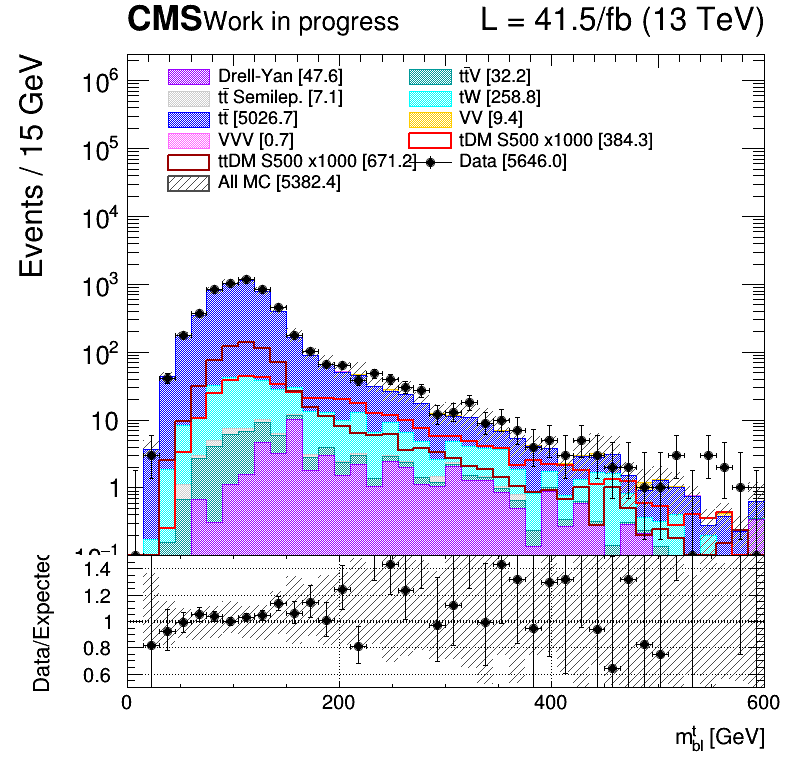 CMS Work in progress L = 41.5/fb (13 TeV)
Events / 15 GeV
10⁶
10⁵
10⁴
10³
10²
10
1
10⁻¹
Drell-Yan [47.6]
tt̄ Semilep. [7.1]
tt̄ [5026.7]
VVV [0.7]
ttDM S500 x1000 [671.2]
All MC [5382.4]
tt̄V [32.2]
tW [258.8]
VV [9.4]
tDM S500 x1000 [384.3]
Data [5646.0]
Data/Expected
1.4
1.2
1
0.8
0.6
0 200 400 600
mᵗbl [GeV]